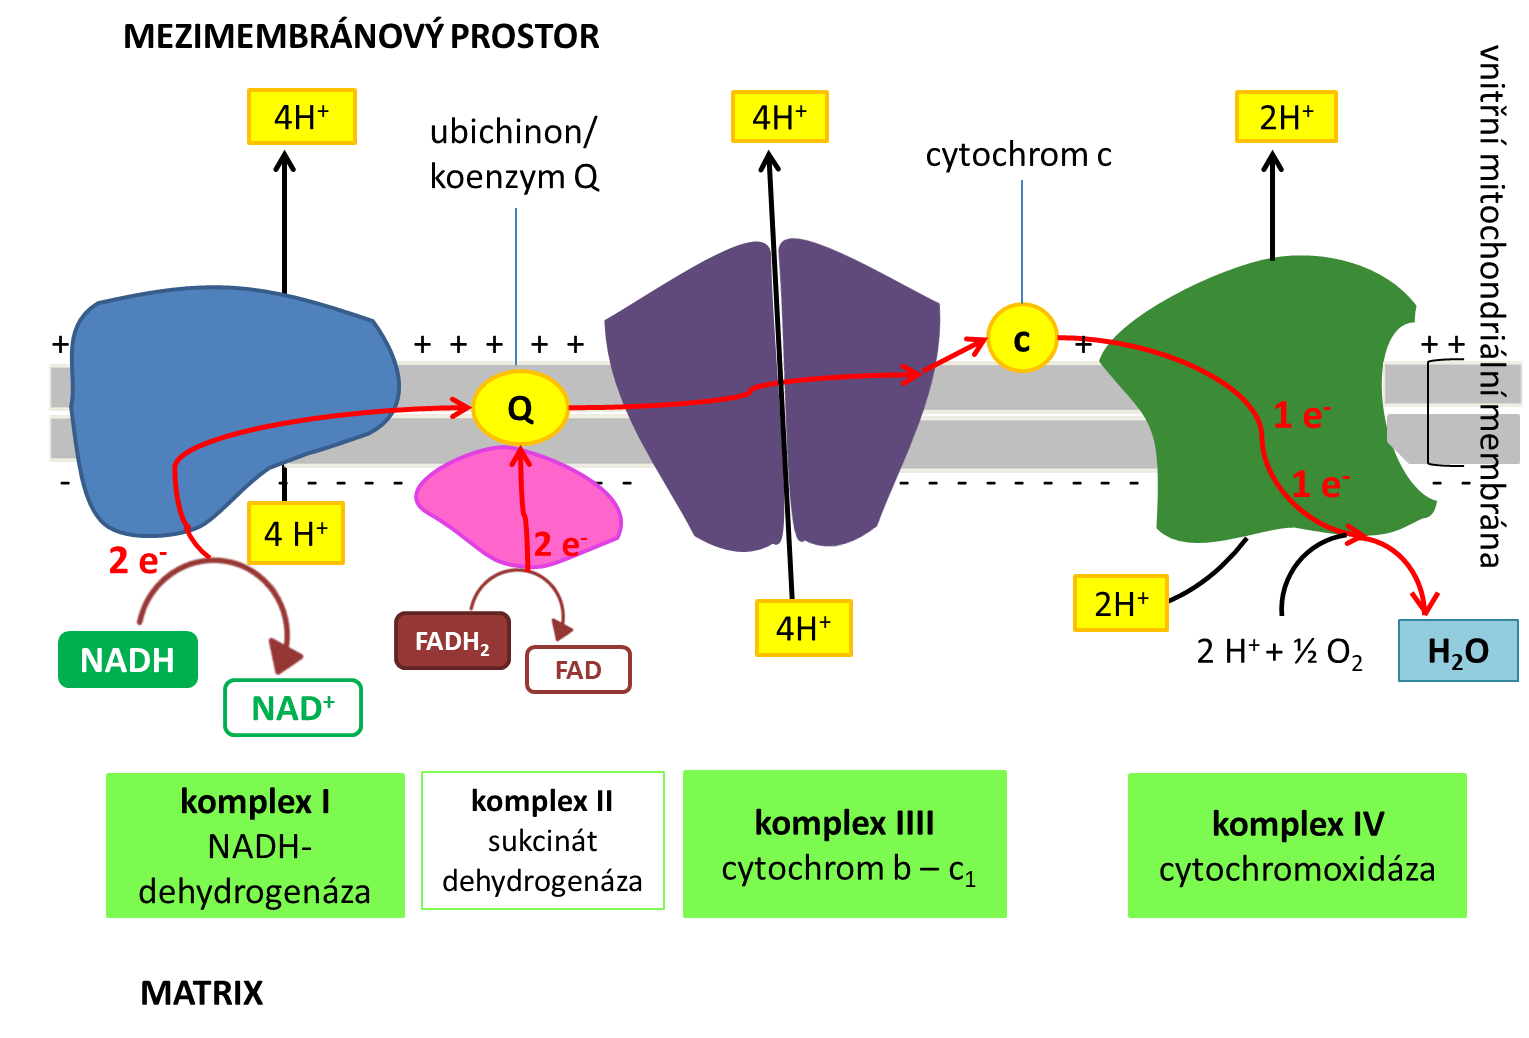 MEZIMEMBRÁNOVÝ PROSTOR
4H⁺
ubichinon/
koenzym Q
4H⁺
cytochrom c
2H⁺
vnitřní mitochondriální membrána
+ + + + + + + + +
Q
c
1 e⁻
1 e⁻
- - - - - - - - - - - - - - - - - - -
2 e⁻
4 H⁺
2 e⁻
NADH
NAD⁺
FADH₂
FAD
4H⁺
2H⁺
2 H⁺ + ½ O₂
H₂O
komplex I
NADH-
dehydrogenáza
komplex II
sukcinát
dehydrogenáza
komplex IIII
cytochrom b – c₁
komplex IV
cytochromoxidáza
MATRIX